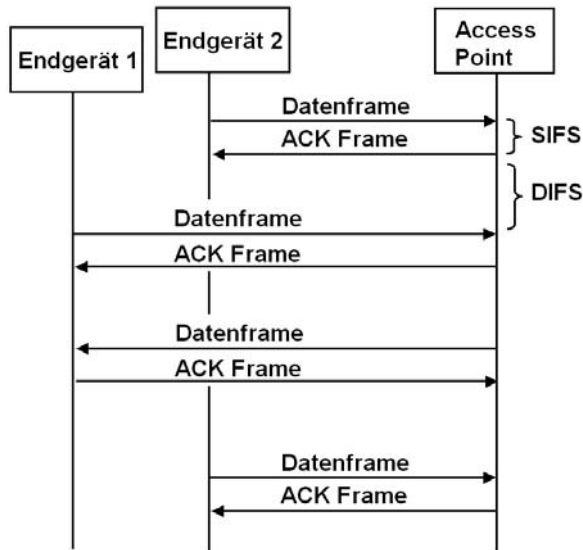 Endgerät 1
Endgerät 2
Access
Point
Datenframe
ACK Frame
SIFS
DIFS
Datenframe
ACK Frame
Datenframe
ACK Frame
Datenframe
ACK Frame